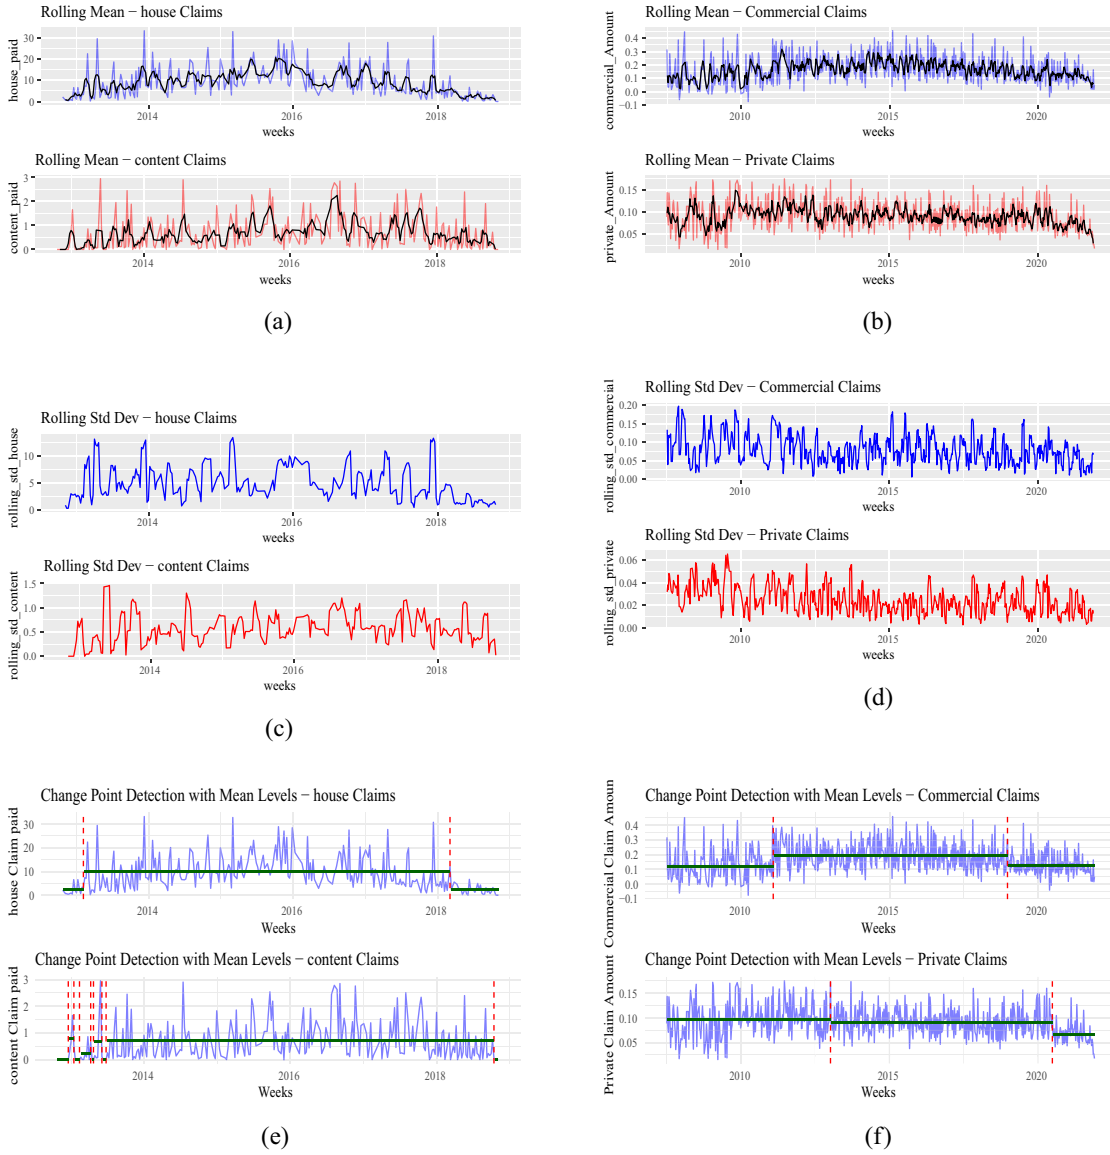 Rolling Mean − house Claims
house_paid
30
20
10
0
2014 2016 2018
weeks
Rolling Mean − content Claims
content_paid
3
2
1
0
2014 2016 2018
weeks
(a)
Rolling Mean − Commercial Claims
commercial_Amount
0.4
0.3
0.2
0.1
0.0
−0.1
2010 2015 2020
weeks
Rolling Mean − Private Claims
private_Amount
0.15
0.10
0.05
2010 2015 2020
weeks
(b)
Rolling Std Dev − house Claims
rolling_std_house
10
5
0
2014 2016 2018
weeks
Rolling Std Dev − content Claims
rolling_std_content
1.5
1.0
0.5
0.0
2014 2016 2018
weeks
(c)
Rolling Std Dev − Commercial Claims
rolling_std_commercial
0.20
0.15
0.10
0.05
0.00
2010 2015 2020
weeks
Rolling Std Dev − Private Claims
rolling_std_private
0.06
0.04
0.02
0.00
2010 2015 2020
weeks
(d)
Change Point Detection with Mean Levels − house Claims
house Claim paid
30
20
10
0
2014 2016 2018
Weeks
Change Point Detection with Mean Levels − content Claims
content Claim paid
3
2
1
0
2014 2016 2018
Weeks
(e)
Change Point Detection with Mean Levels − Commercial Claims
Commercial Claim Amoun
0.4
0.3
0.2
0.1
0.0
−0.1
2010 2015 2020
Weeks
Change Point Detection with Mean Levels − Private Claims
Private Claim Amount
0.15
0.10
0.05
2010 2015 2020
Weeks
(f)